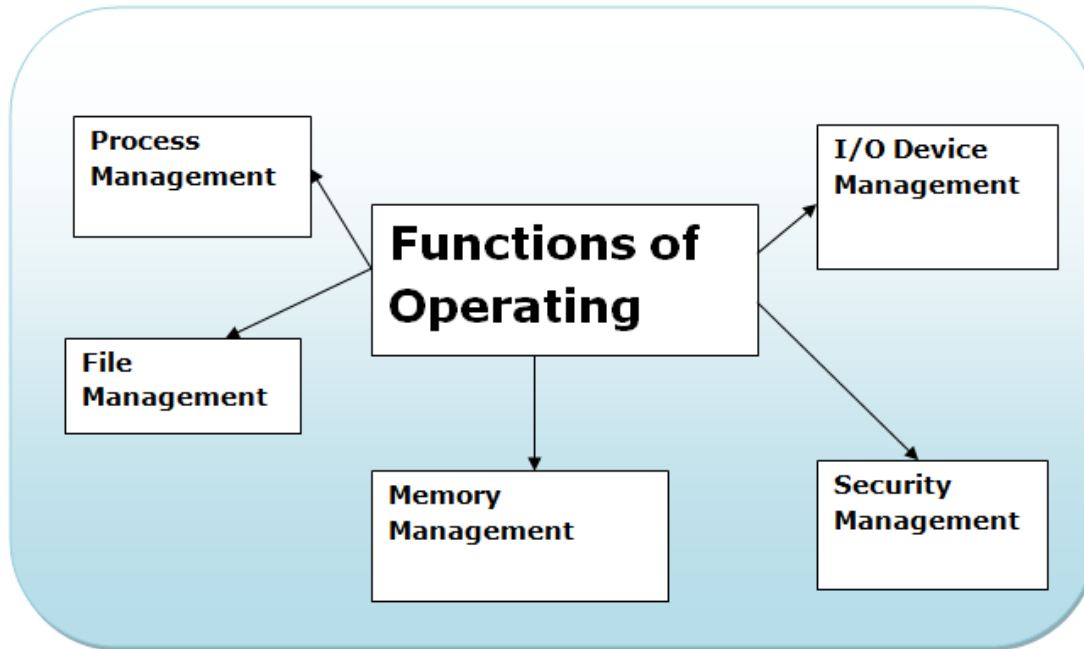 Process
Management
I/O Device
Management
Functions of
Operating
File
Management
Memory
Management
Security
Management